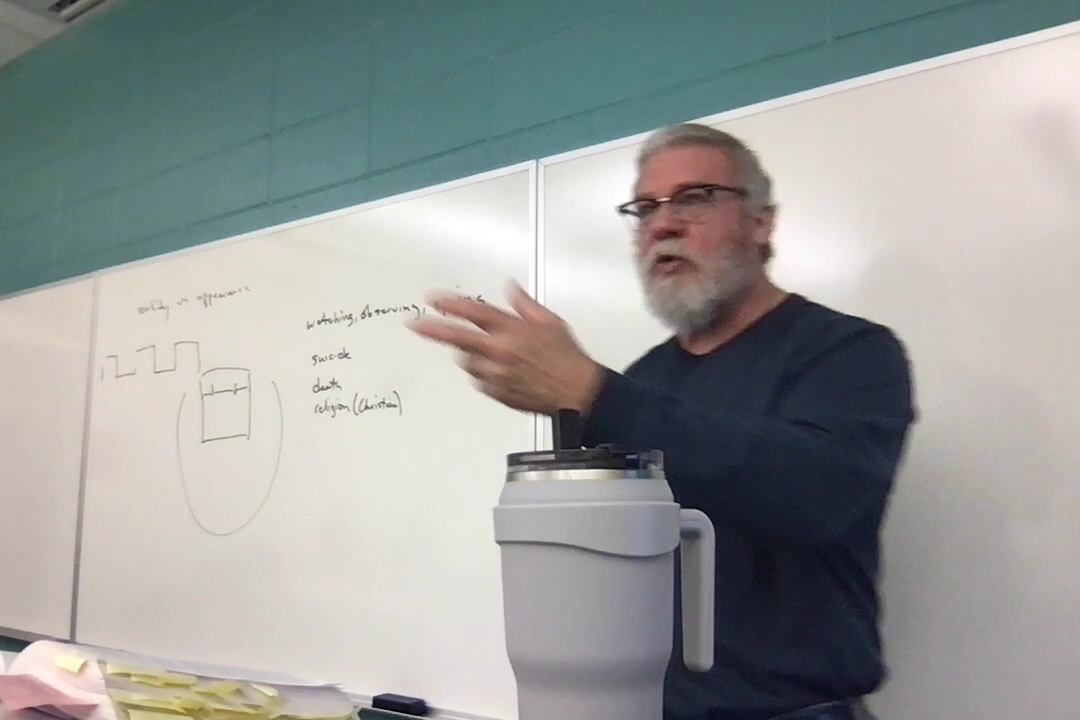 reality vs appearance
watching, observing,
suicide
death
religion (Christian)